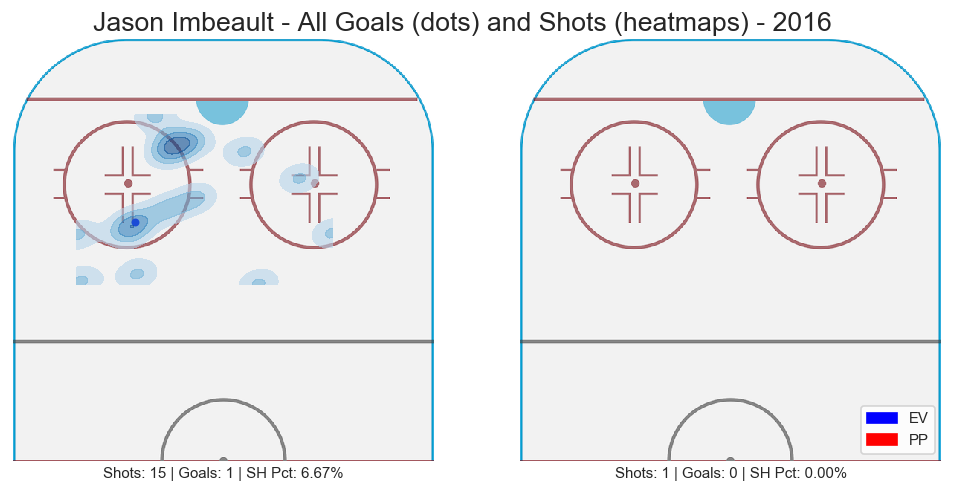 Jason Imbeault - All Goals (dots) and Shots (heatmaps) - 2016
EV
PP
Shots: 15 | Goals: 1 | SH Pct: 6.67%
Shots: 1 | Goals: 0 | SH Pct: 0.00%